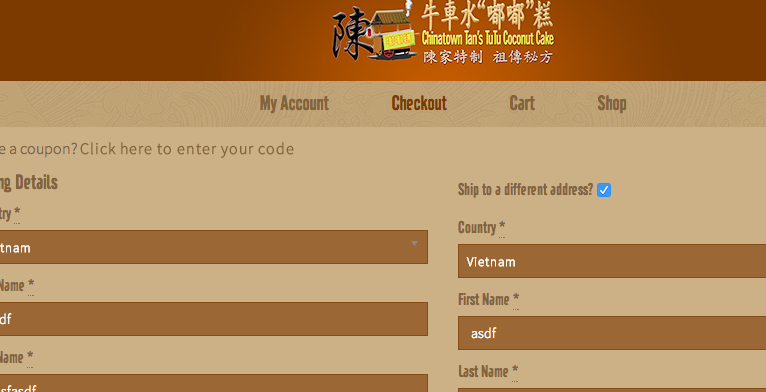 陳
牛車水“嘟嘟”糕
Chinatown Tan's TuTu Coconut Cake
陳家特制 祖傳秘方
My Account Checkout Cart Shop
e a coupon? Click here to enter your code
ng Details
Ship to a different address?
try *
Country *
tnam
Vietnam
Name *
First Name *
df
asdf
Name *
Last Name *
sfasdf